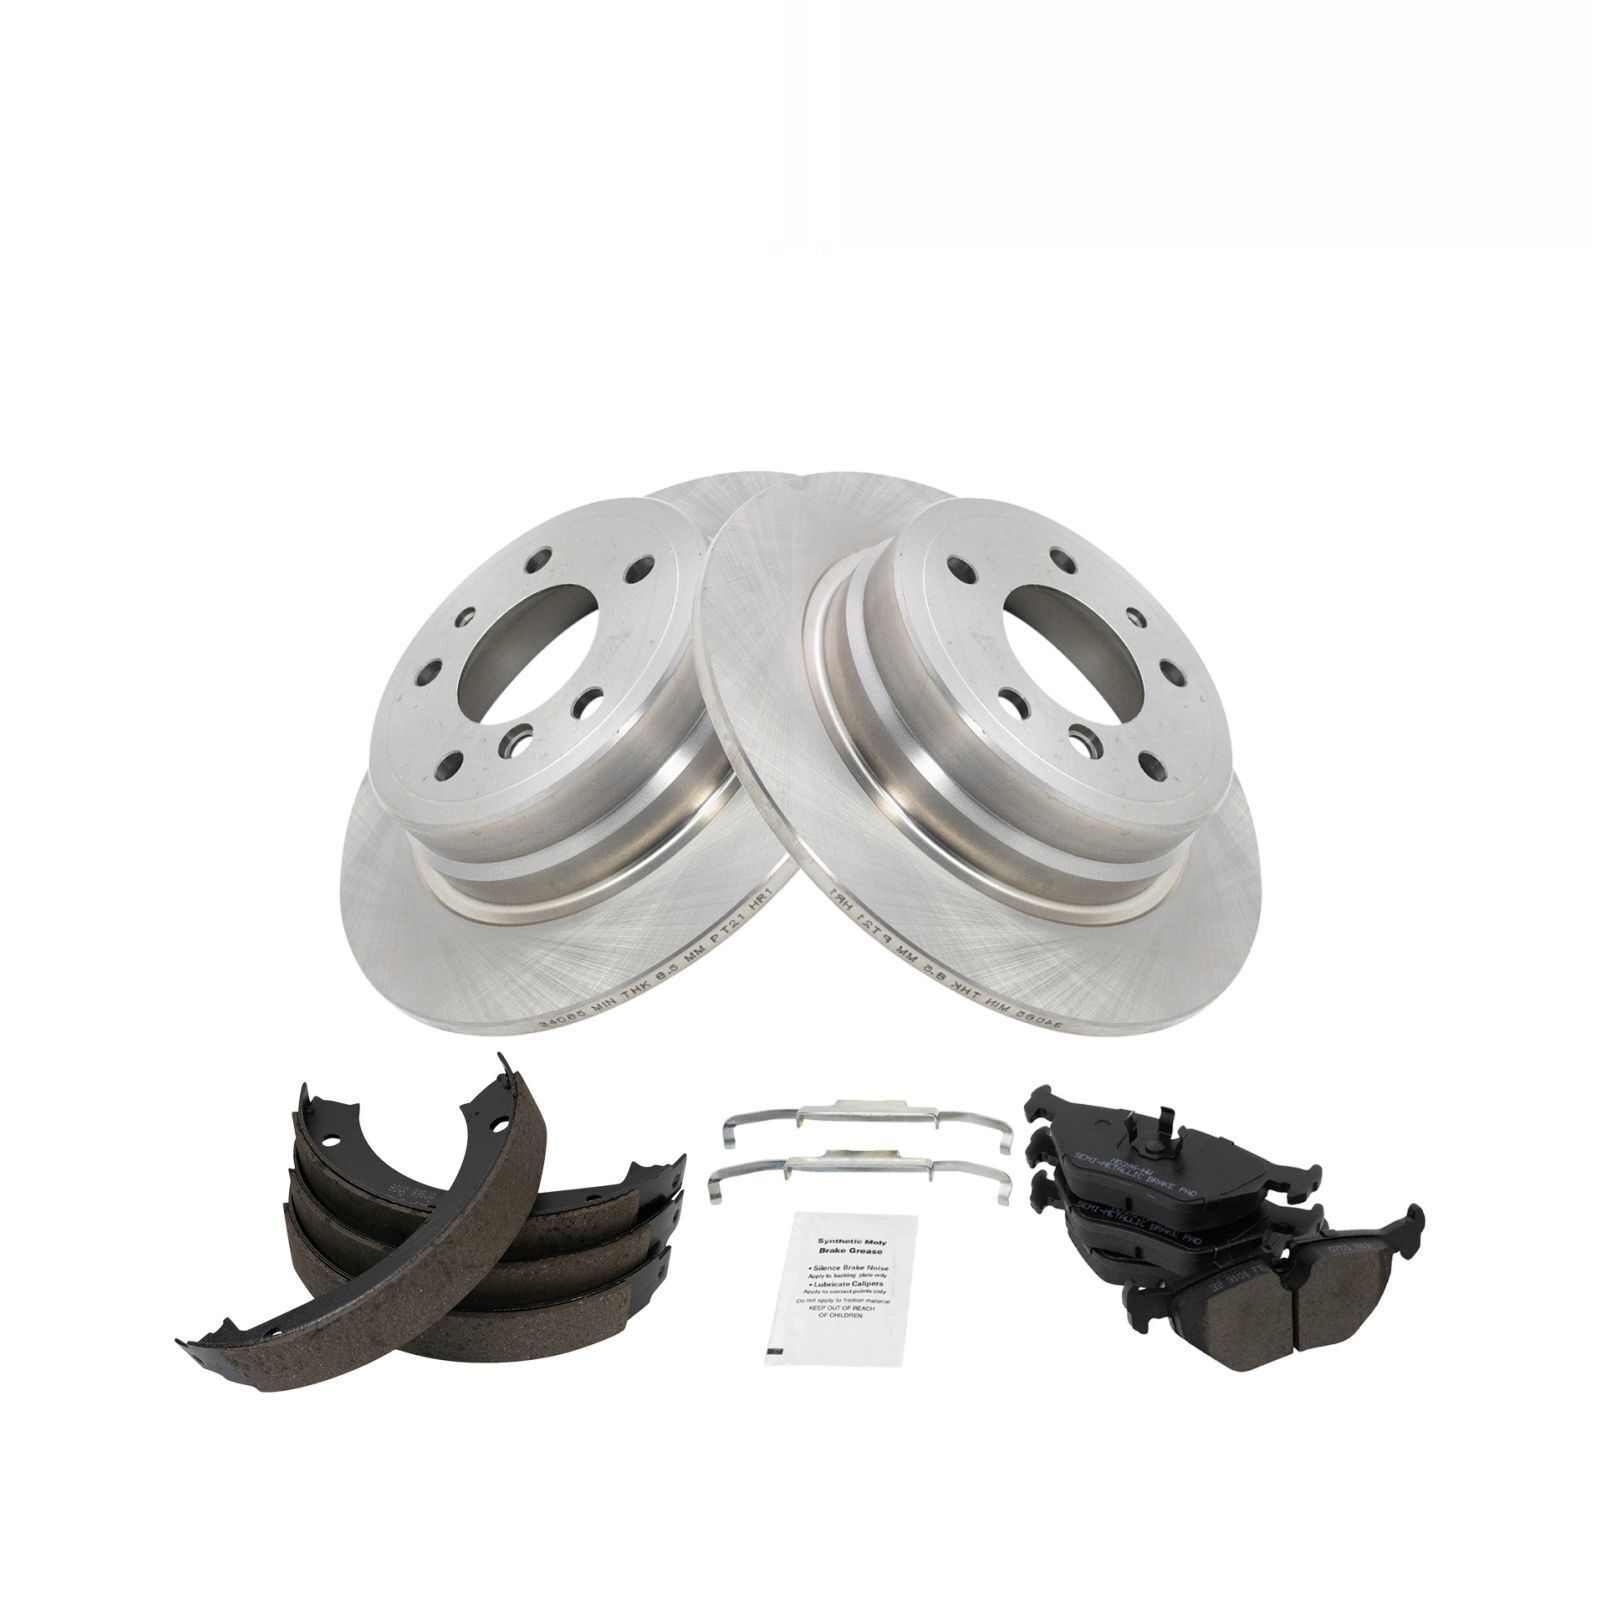 34065 MIN THK 8.5 MM PT21 HR1
34065 MIN THK 8.5 MM PT21 HR1
Synthetic Moly
Brake Grease
• Silence Brake Noise
Apply to backing plate only
• Lubricate Calipers
Apply to contact points only
Do not apply to friction material
KEEP OUT OF REACH
OF CHILDREN
MD396-HW
SEMI-METALLIC BRAKE PAD
SEMI-METALLIC BRAKE PAD